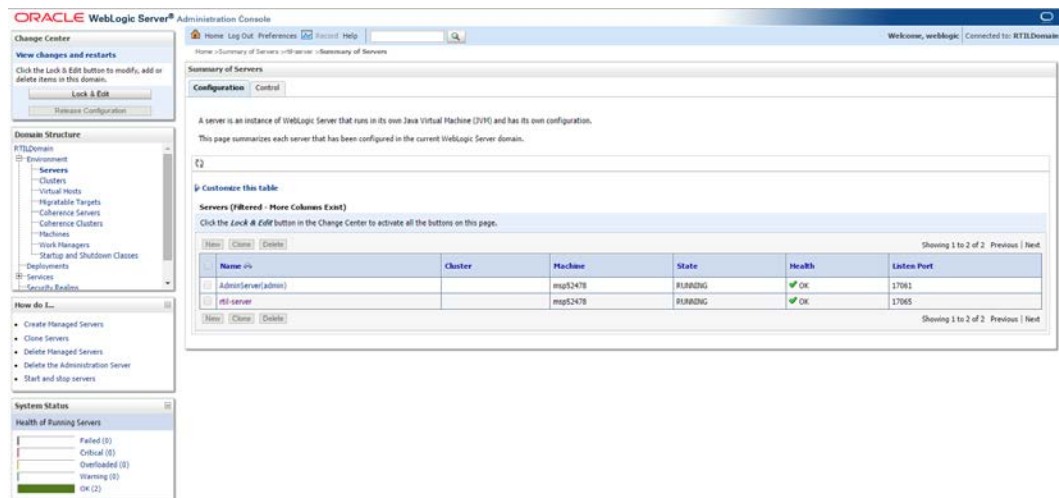 ORACLE WebLogic Server® Administration Console
Change Center
View changes and restarts
Click the Lock & Edit button to modify, add or
delete items in this domain.
Lock & Edit
Release Configuration
Domain Structure
RTILDomain
Environment
Servers
Clusters
Virtual Hosts
Migratable Targets
Coherence Servers
Coherence Clusters
Machines
Work Managers
Startup and Shutdown Classes
Deployments
Services
Security Realms
How do I...
Create Managed Servers
Clone Servers
Delete Managed Servers
Delete the Administration Server
Start and stop servers
System Status
Health of Running Servers
Failed (0)
Critical (0)
Overloaded (0)
Warning (0)
OK (2)
Home Log Out Preferences Record Help
Welcome, weblogic Connected to: RTILDomain
Home >Summary of Servers >rtil-server >Summary of Servers
Summary of Servers
Configuration Control
A server is an instance of WebLogic Server that runs in its own Java Virtual Machine (JVM) and has its own configuration.
This page summarizes each server that has been configured in the current WebLogic Server domain.
Customize this table
Servers (Filtered - More Columns Exist)
Click the Lock & Edit button in the Change Center to activate all the buttons on this page.
New Clone Delete Showing 1 to 2 of 2 Previous | Next
Name Cluster Machine State Health Listen Port
AdminServer(admin) msp52478 RUNNING OK 17061
rtil-server msp52478 RUNNING OK 17065
New Clone Delete Showing 1 to 2 of 2 Previous | Next